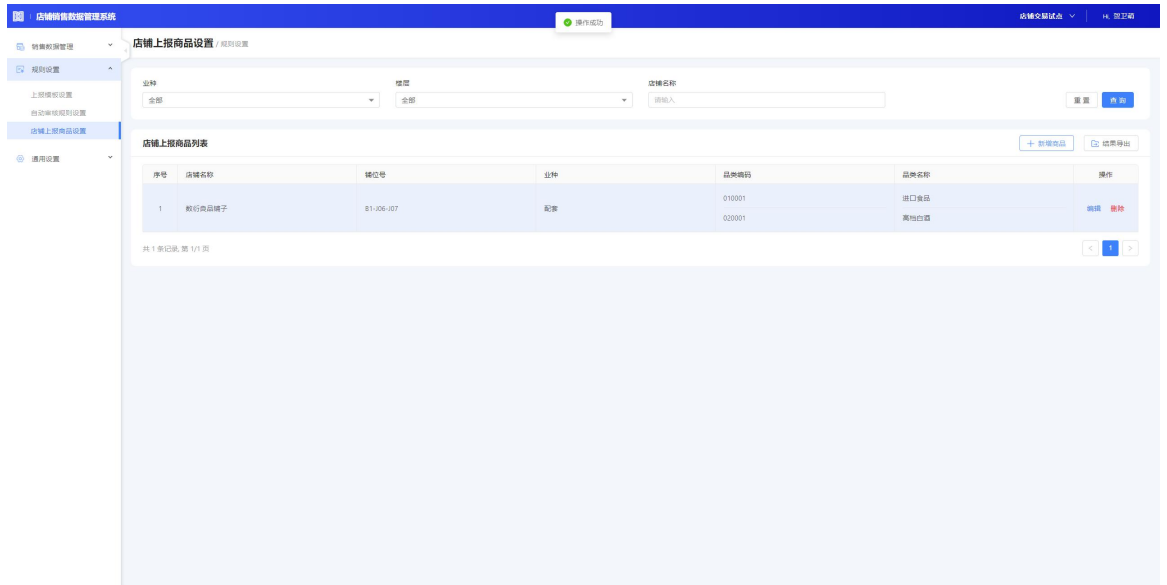 店铺销售数据管理系统
操作成功
店铺交易试点
Hi, 贺卫萌
销售数据管理
规则设置
上报模板设置
自动审核规则设置
店铺上报商品设置
通用设置
店铺上报商品设置 / 规则设置
业种 楼层 店铺名称
全部 全部 请输入 重置 查询
店铺上报商品列表 新增商品 结果导出
序号 店铺名称 铺位号 业种 品类编码 品类名称 操作
1 数衍商品铺子 B1-J06-J07 配套 010001 进口食品 编辑 删除
020001 高档白酒
共 1 条记录, 第 1/1 页 < 1 >